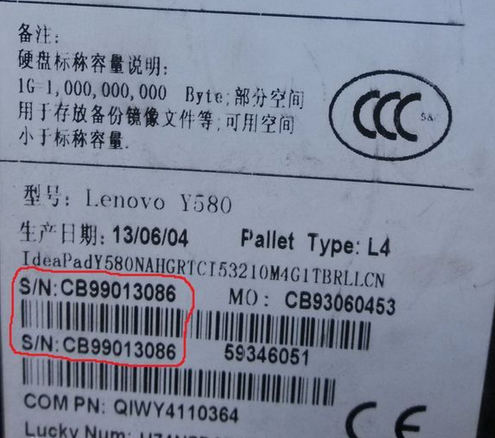 备注:
硬盘标称容量说明:
1G=1,000,000,000 Byte;部分空间
用于存放备份镜像文件等;可用空间
小于标称容量.
CCC S&E
型号: Lenovo Y580
生产日期: 13/06/04 Pallet Type: L4
IdeaPadY580NAHGRTCI53210M4G1TBRLLCN
S/N:CB99013086 MO: CB93060453
S/N:CB99013086 59346051
COM PN: QIWY4110364
Lucky Num:
CE